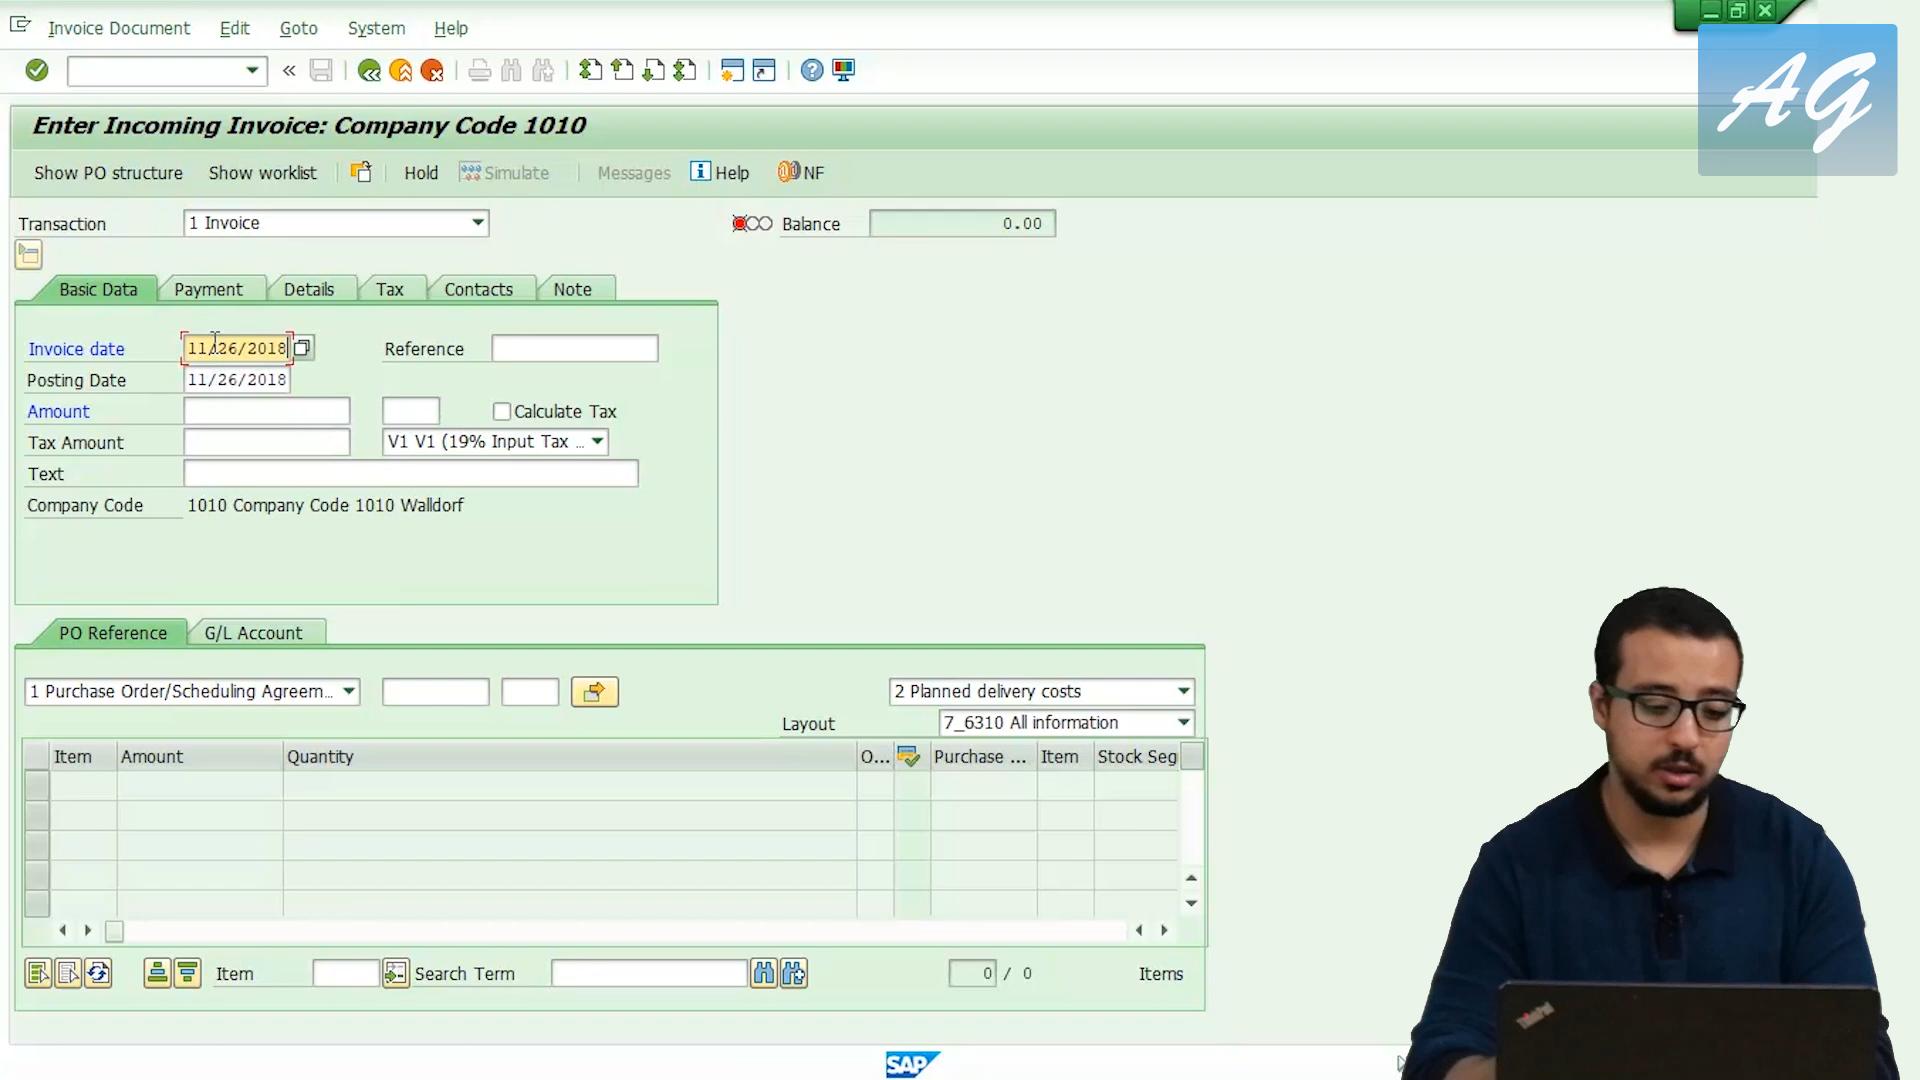 Invoice Document Edit Goto System Help
AG
Enter Incoming Invoice: Company Code 1010
Show PO structure Show worklist Hold Simulate Messages Help NF
Transaction 1 Invoice Balance 0.00
Basic Data Payment Details Tax Contacts Note
Invoice date 11/26/2018 Reference
Posting Date 11/26/2018
Amount Calculate Tax
Tax Amount V1 V1 (19% Input Tax ...
Text
Company Code 1010 Company Code 1010 Walldorf
PO Reference G/L Account
1 Purchase Order/Scheduling Agreem... 2 Planned delivery costs
Layout 7_6310 All information
Item Amount Quantity O... Purchase ... Item Stock Seg
Item Search Term 0 / 0 Items
SAP
ThinkPad